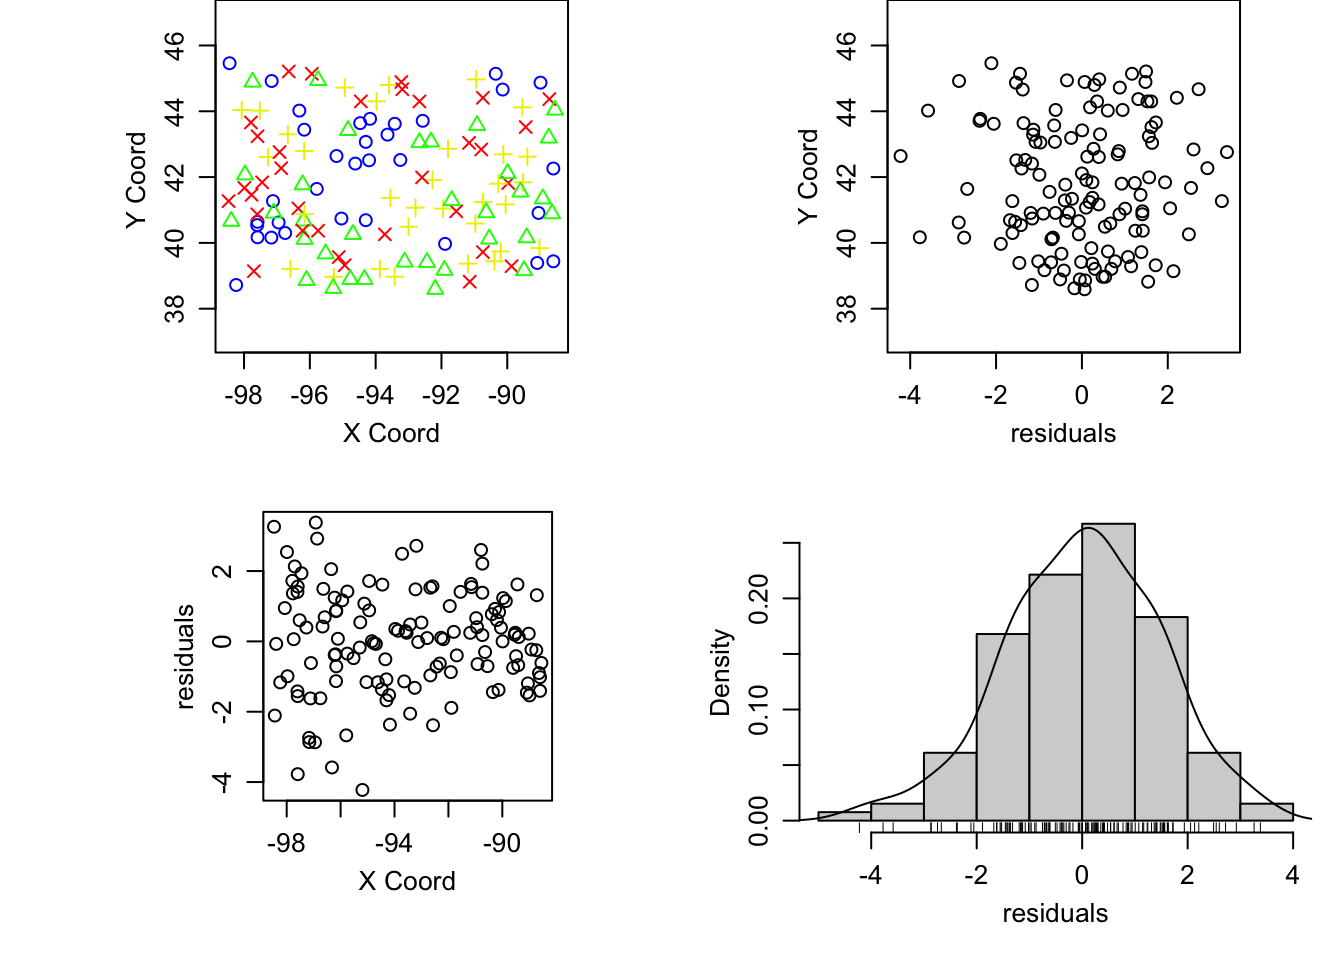 46
44
42
40
38
Y Coord
-98 -96 -94 -92 -90
X Coord
46
44
42
40
38
Y Coord
-4 -2 0 2
residuals
2
0
-2
-4
residuals
-98 -94 -90
X Coord
0.20
0.10
0.00
Density
-4 -2 0 2 4
residuals